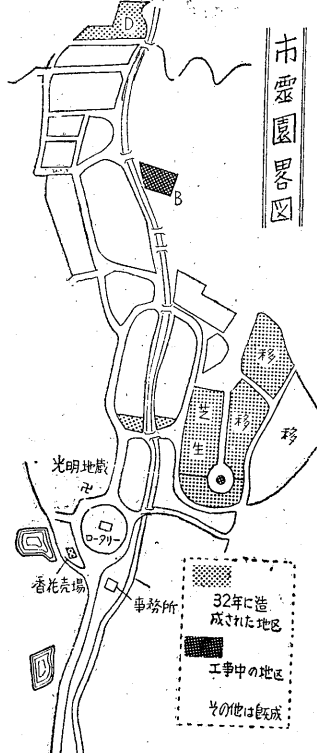 市霊園畧図
D
B
移
移
移
芝生
光明地蔵
卍
ロータリー
香花売場
事務所
32年に造
成された地区
工事中の地区
その他は既成